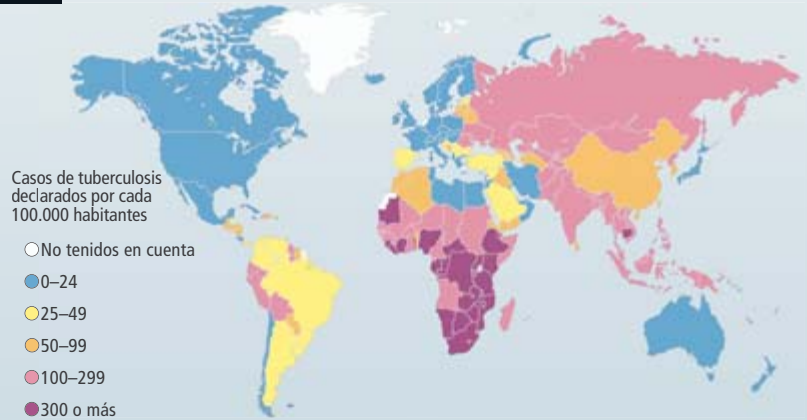 Casos de tuberculosis
declarados por cada
100.000 habitantes
No tenidos en cuenta
0–24
25–49
50–99
100–299
300 o más